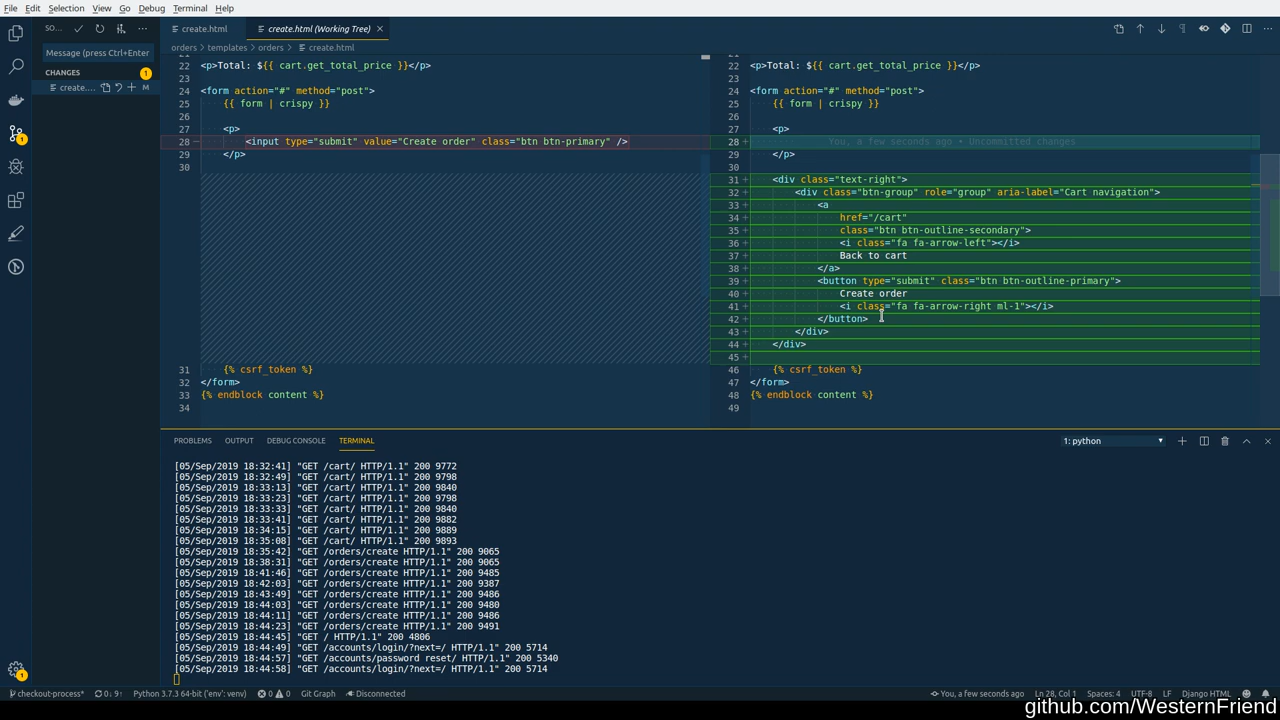 File Edit Selection View Go Debug Terminal Help
SO... ...
create.html
create.html (Working Tree)
orders > templates > orders > create.html
Message (press Ctrl+Enter
CHANGES 1
create.... M
1
1
22 <p>Total: ${{ cart.get_total_price }}</p>
23
24 <form action="#" method="post">
25 {{ form | crispy }}
26
27 <p>
28 − <input type="submit" value="Create order" class="btn btn-primary" />
29 </p>
30
31 {% csrf_token %}
32 </form>
33 {% endblock content %}
34
22 <p>Total: ${{ cart.get_total_price }}</p>
23
24 <form action="#" method="post">
25 {{ form | crispy }}
26
27 <p>
28 + You, a few seconds ago • Uncommitted changes
29 </p>
30
31 + <div class="text-right">
32 + <div class="btn-group" role="group" aria-label="Cart navigation">
33 + <a
34 + href="/cart"
35 + class="btn btn-outline-secondary">
36 + <i class="fa fa-arrow-left"></i>
37 + Back to cart
38 + </a>
39 + <button type="submit" class="btn btn-outline-primary">
40 + Create order
41 + <i class="fa fa-arrow-right ml-1"></i>
42 + </button>
43 + </div>
44 + </div>
45 +
46 {% csrf_token %}
47 </form>
48 {% endblock content %}
49
PROBLEMS OUTPUT DEBUG CONSOLE TERMINAL 1: python
[05/Sep/2019 18:32:41] "GET /cart/ HTTP/1.1" 200 9772
[05/Sep/2019 18:32:49] "GET /cart/ HTTP/1.1" 200 9798
[05/Sep/2019 18:33:13] "GET /cart/ HTTP/1.1" 200 9840
[05/Sep/2019 18:33:23] "GET /cart/ HTTP/1.1" 200 9798
[05/Sep/2019 18:33:33] "GET /cart/ HTTP/1.1" 200 9840
[05/Sep/2019 18:33:41] "GET /cart/ HTTP/1.1" 200 9882
[05/Sep/2019 18:34:15] "GET /cart/ HTTP/1.1" 200 9889
[05/Sep/2019 18:35:08] "GET /cart/ HTTP/1.1" 200 9893
[05/Sep/2019 18:35:42] "GET /orders/create HTTP/1.1" 200 9065
[05/Sep/2019 18:38:31] "GET /orders/create HTTP/1.1" 200 9065
[05/Sep/2019 18:41:46] "GET /orders/create HTTP/1.1" 200 9485
[05/Sep/2019 18:42:03] "GET /orders/create HTTP/1.1" 200 9387
[05/Sep/2019 18:43:49] "GET /orders/create HTTP/1.1" 200 9486
[05/Sep/2019 18:44:03] "GET /orders/create HTTP/1.1" 200 9480
[05/Sep/2019 18:44:11] "GET /orders/create HTTP/1.1" 200 9486
[05/Sep/2019 18:44:23] "GET /orders/create HTTP/1.1" 200 9491
[05/Sep/2019 18:44:45] "GET / HTTP/1.1" 200 4806
[05/Sep/2019 18:44:49] "GET /accounts/login/?next=/ HTTP/1.1" 200 5714
[05/Sep/2019 18:44:57] "GET /accounts/password reset/ HTTP/1.1" 200 5340
[05/Sep/2019 18:44:58] "GET /accounts/login/?next=/ HTTP/1.1" 200 5714
checkout-process* 0↓ 9↑ Python 3.7.3 64-bit ('env': venv) 0 0 Git Graph Disconnected You, a few seconds ago Ln 28, Col 1 Spaces: 4 UTF-8 LF Django HTML
github.com/WesternFriend